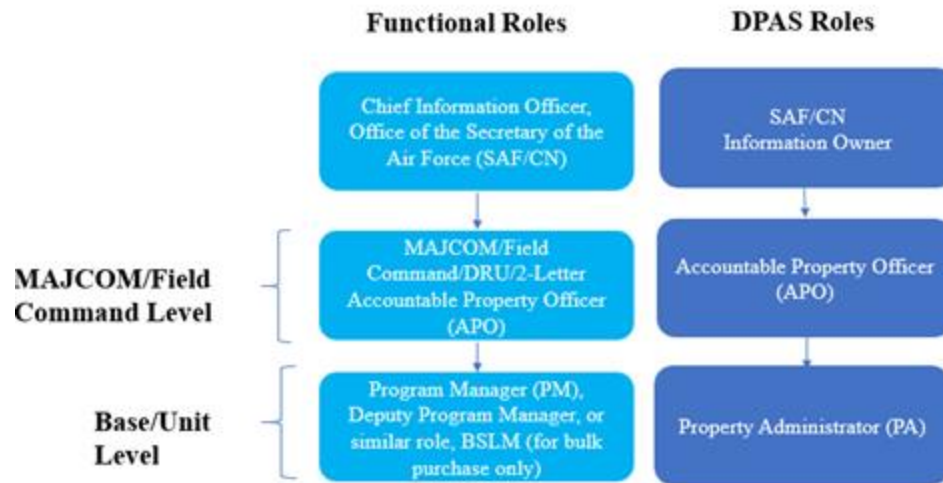 Functional Roles
DPAS Roles
Chief Information Officer,
Office of the Secretary of the
Air Force (SAF/CN)
SAF/CN
Information Owner
MAJCOM/Field
Command Level
MAJCOM/Field
Command/DRU/2-Letter
Accountable Property Officer
(APO)
Accountable Property Officer
(APO)
Base/Unit
Level
Program Manager (PM),
Deputy Program Manager, or
similar role, BSLM (for bulk
purchase only)
Property Administrator (PA)